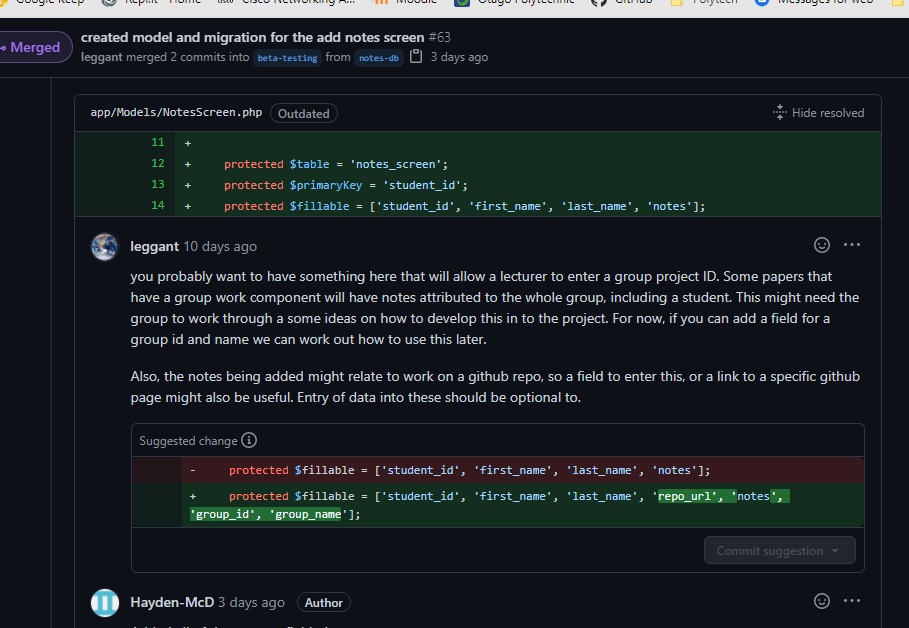 Google Keep Repl.it - Home Cisco Networking A... Moodle Otago Polytechnic GitHub Polytech Messages for web
Merged
created model and migration for the add notes screen #63
leggant merged 2 commits into beta-testing from notes-db 3 days ago
app/Models/NotesScreen.php Outdated Hide resolved
11 +
12 + protected $table = 'notes_screen';
13 + protected $primaryKey = 'student_id';
14 + protected $fillable = ['student_id', 'first_name', 'last_name', 'notes'];
leggant 10 days ago
you probably want to have something here that will allow a lecturer to enter a group project ID. Some papers that
have a group work component will have notes attributed to the whole group, including a student. This might need the
group to work through a some ideas on how to develop this in to the project. For now, if you can add a field for a
group id and name we can work out how to use this later.
Also, the notes being added might relate to work on a github repo, so a field to enter this, or a link to a specific github
page might also be useful. Entry of data into these should be optional to.
Suggested change
- protected $fillable = ['student_id', 'first_name', 'last_name', 'notes'];
+ protected $fillable = ['student_id', 'first_name', 'last_name', 'repo_url', 'notes',
'group_id', 'group_name'];
Commit suggestion
Hayden-McD 3 days ago Author